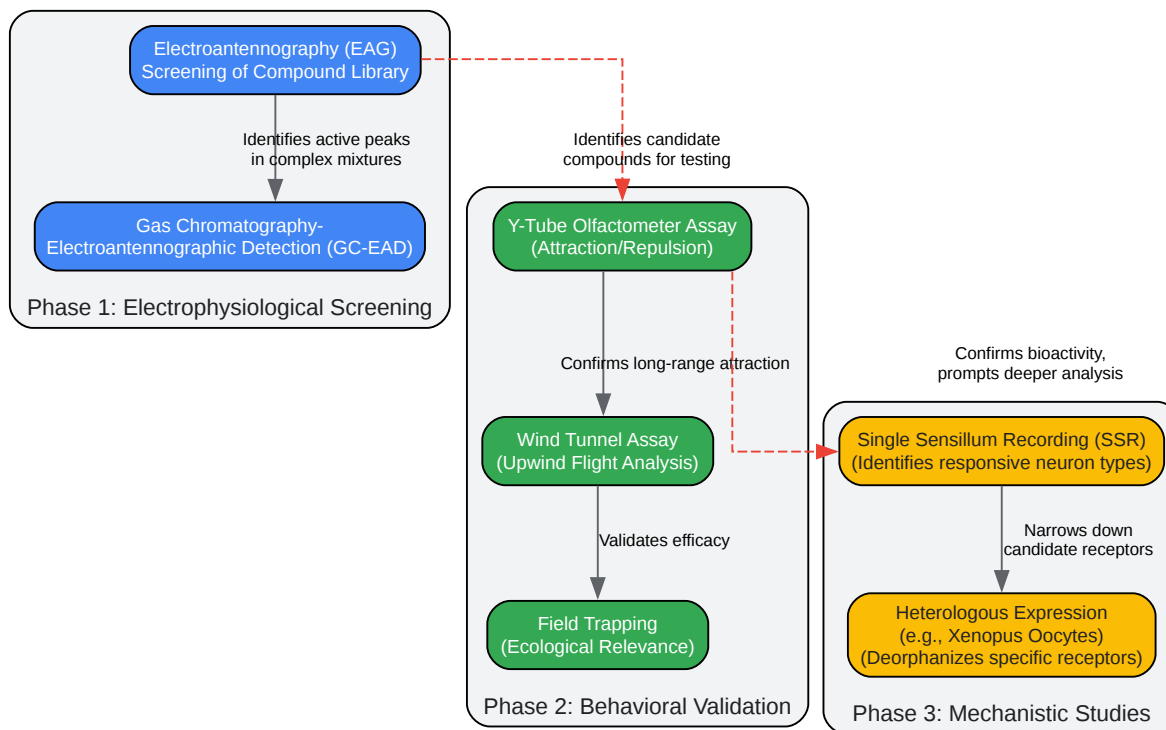 Electroantennography (EAG)
Screening of Compound Library
Identifies active peaks
in complex mixtures
Gas Chromatography-
Electroantennographic Detection (GC-EAD)
Phase 1: Electrophysiological Screening
Identifies candidate
compounds for testing
Y-Tube Olfactometer Assay
(Attraction/Repulsion)
Confirms long-range attraction
Wind Tunnel Assay
(Upwind Flight Analysis)
Validates efficacy
Field Trapping
(Ecological Relevance)
Phase 2: Behavioral Validation
Confirms bioactivity,
prompts deeper analysis
Single Sensillum Recording (SSR)
(Identifies responsive neuron types)
Narrows down
candidate receptors
Heterologous Expression
(e.g., Xenopus Oocytes)
(Deorphanizes specific receptors)
Phase 3: Mechanistic Studies